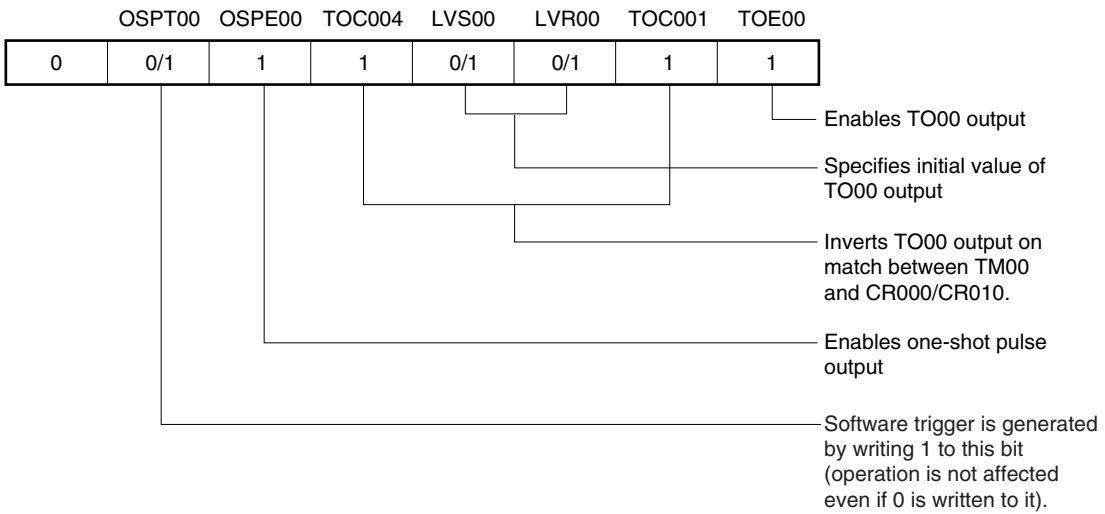 OSPT00 OSPE00 TOC004 LVS00 LVR00 TOC001 TOE00
0 0/1 1 1 0/1 0/1 1 1
Enables TO00 output
Specifies initial value of
TO00 output
Inverts TO00 output on
match between TM00
and CR000/CR010.
Enables one-shot pulse
output
Software trigger is generated
by writing 1 to this bit
(operation is not affected
even if 0 is written to it).